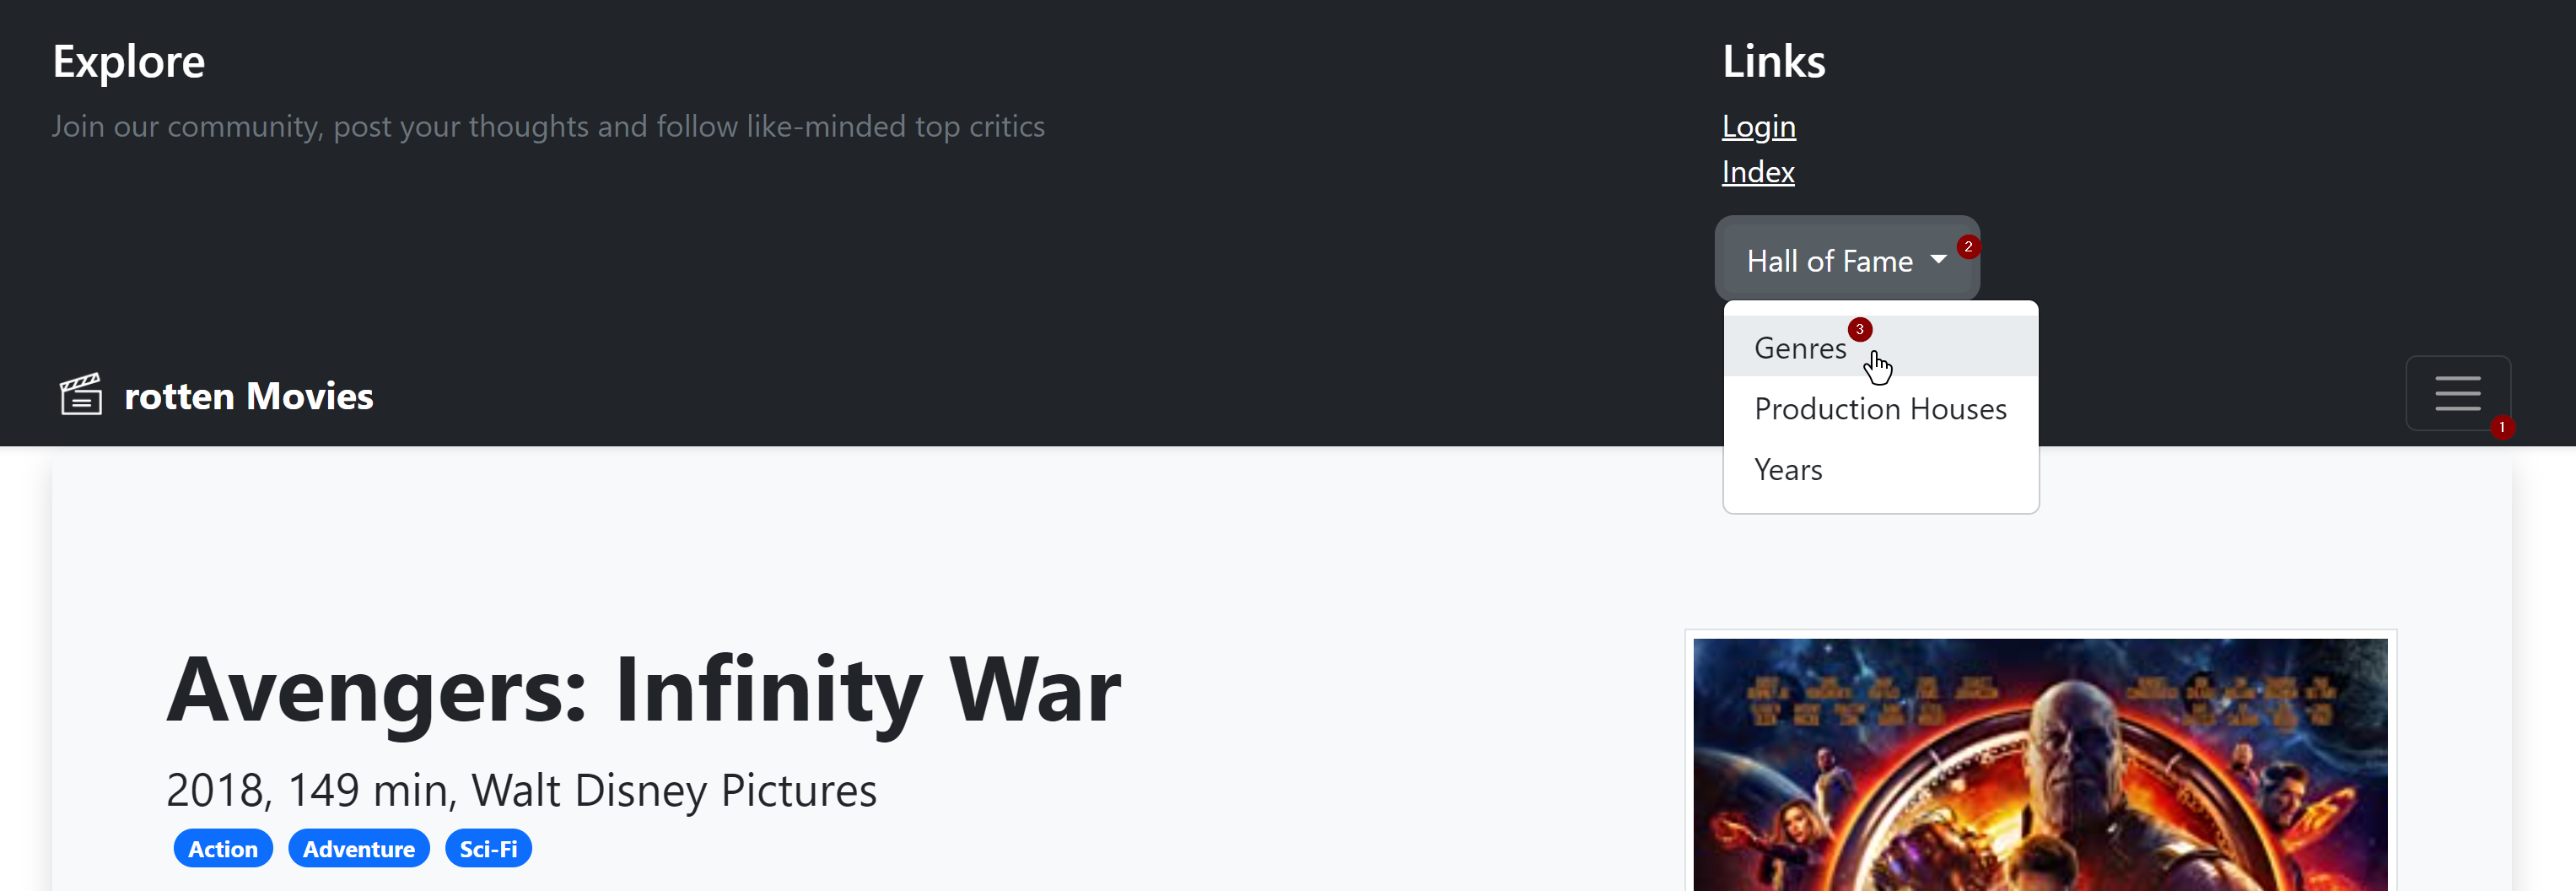 Explore
Join our community, post your thoughts and follow like-minded top critics
Links
Login
Index
Hall of Fame 2
Genres 3
Production Houses
Years
rotten Movies
1
Avengers: Infinity War
2018, 149 min, Walt Disney Pictures
Action Adventure Sci-Fi